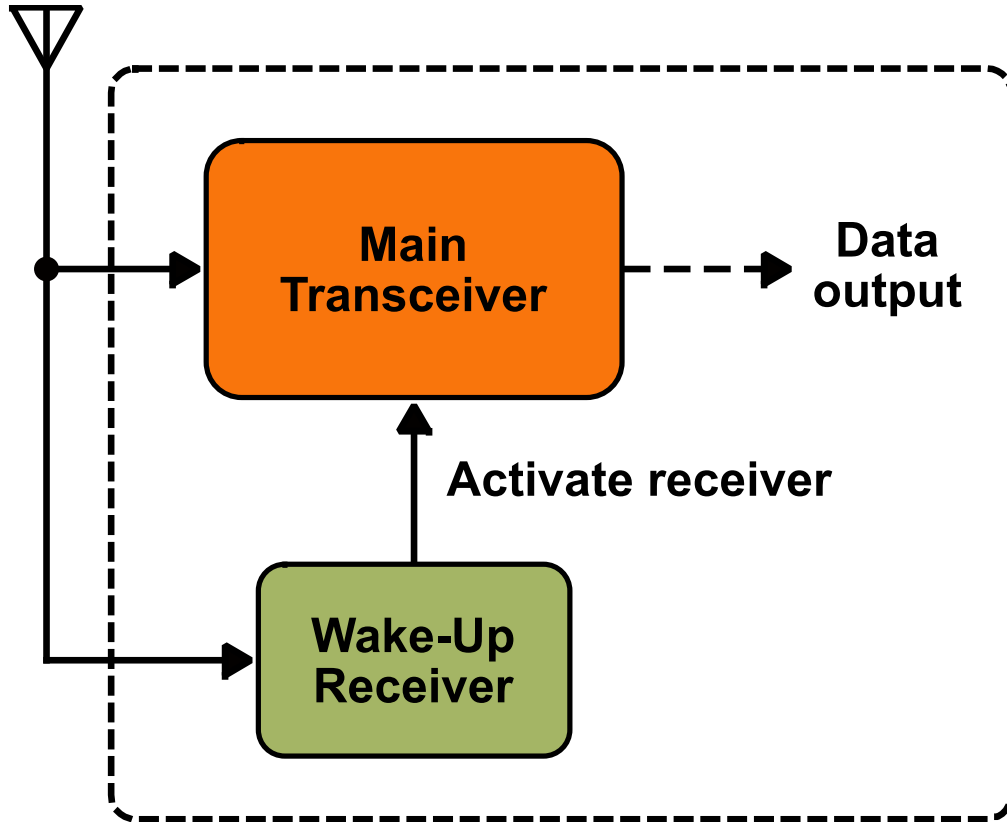 Main
Transceiver
Data
output
Activate receiver
Wake-Up
Receiver